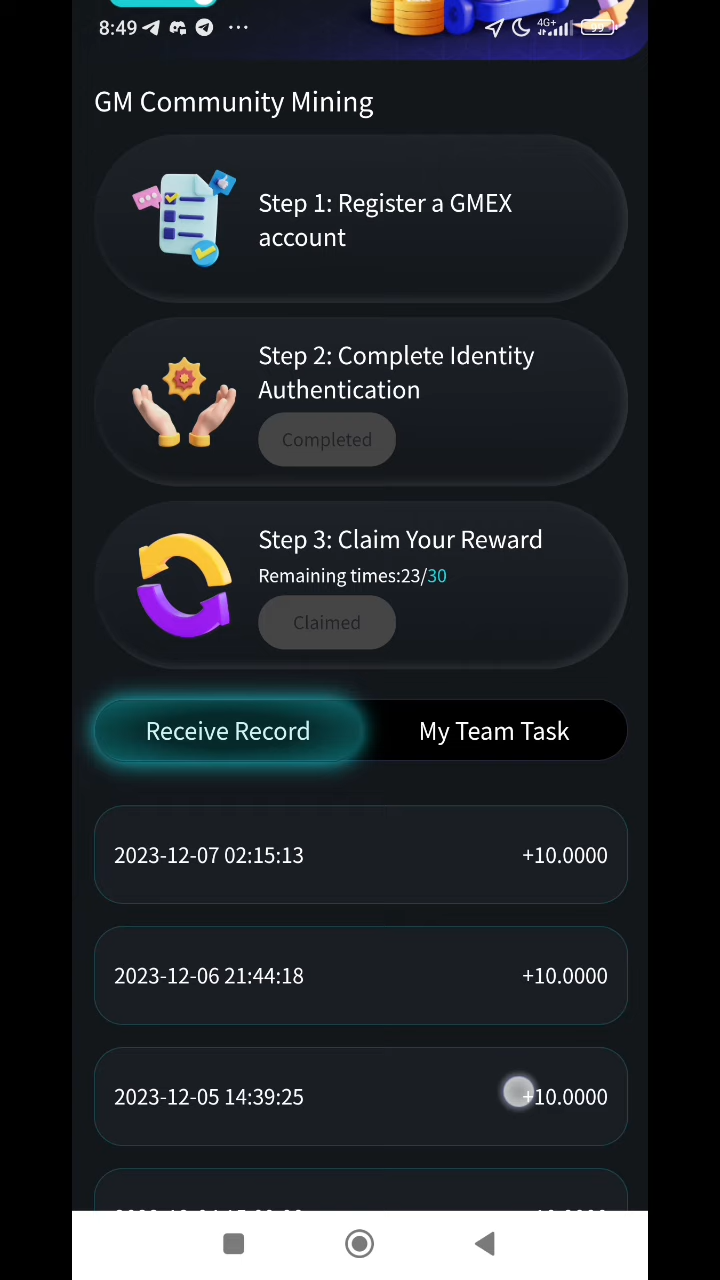 8:49
4G+
99
GM Community Mining
Step 1: Register a GMEX
account
Step 2: Complete Identity
Authentication
Completed
Step 3: Claim Your Reward
Remaining times:23/30
Claimed
Receive Record
My Team Task
2023-12-07 02:15:13
+10.0000
2023-12-06 21:44:18
+10.0000
2023-12-05 14:39:25
+10.0000